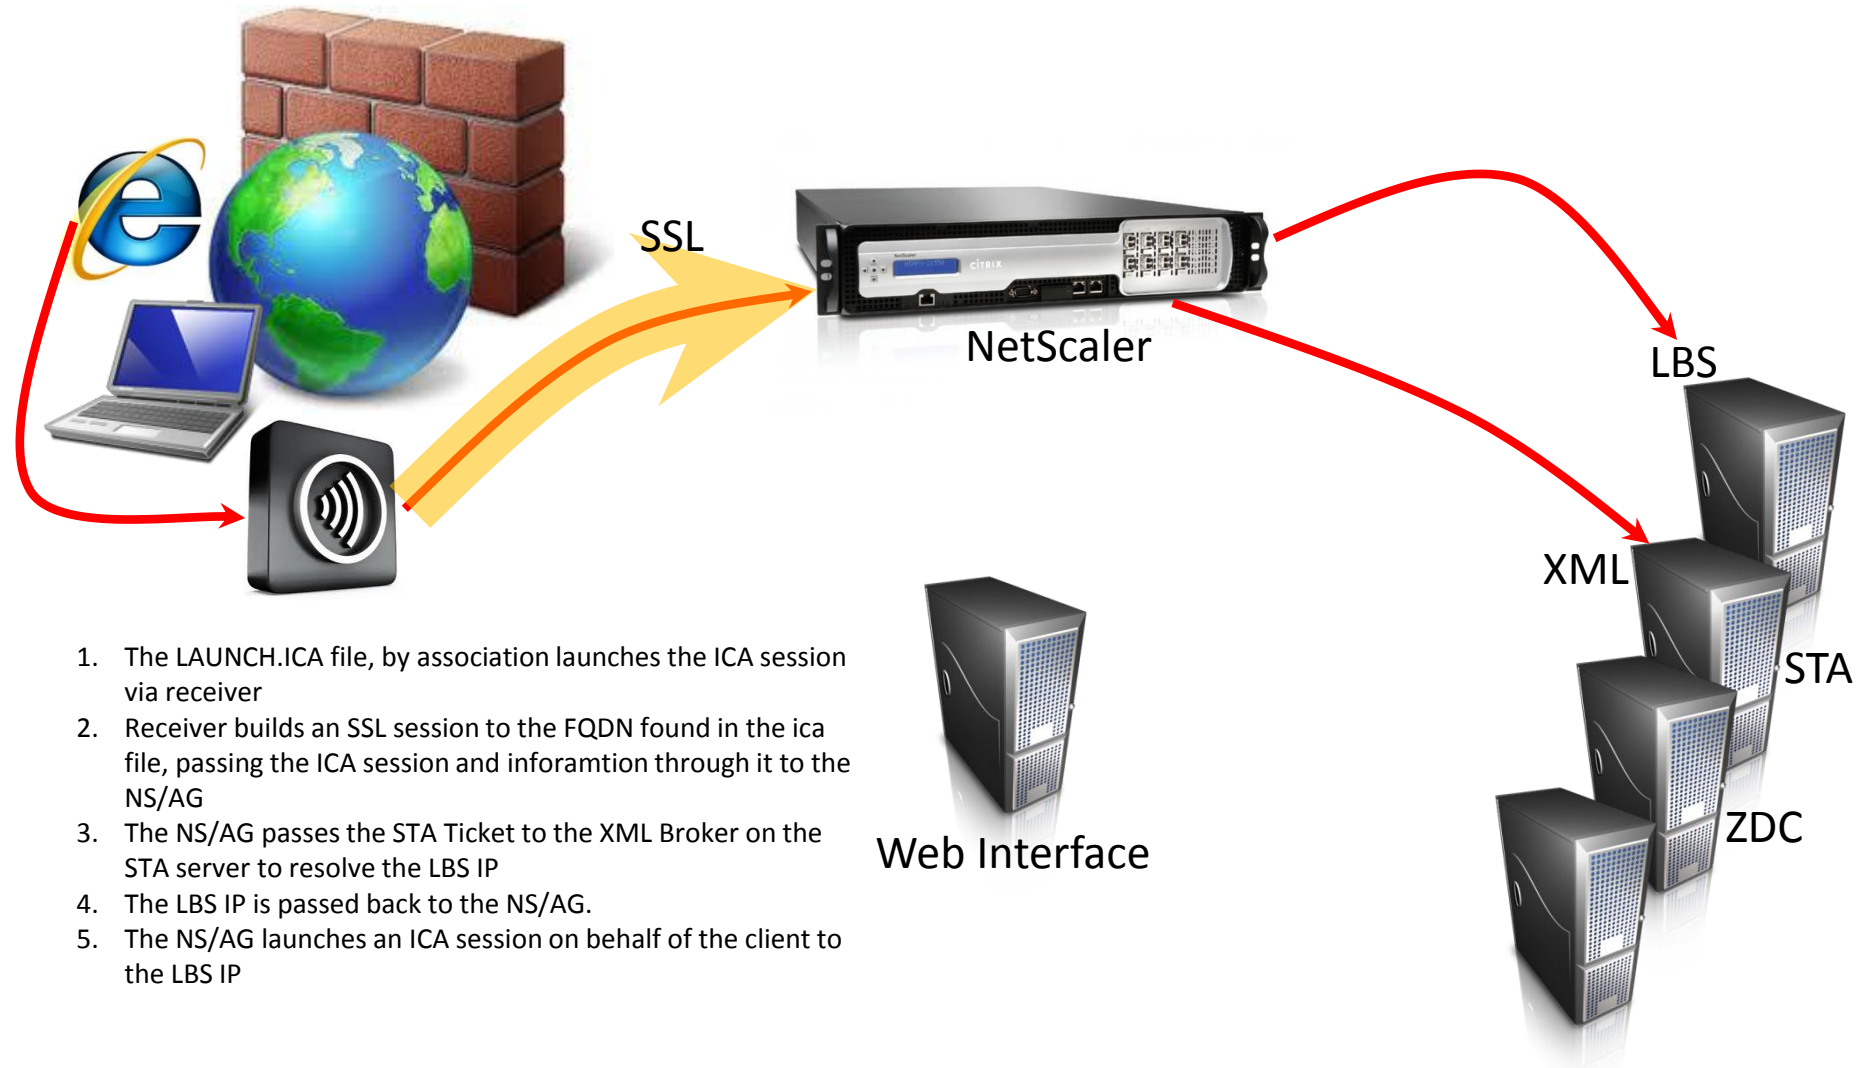 SSL
NetScaler
CITRIX
NetScaler
LBS
XML
STA
ZDC
Web Interface
1. The LAUNCH.ICA file, by association launches the ICA session
via receiver
2. Receiver builds an SSL session to the FQDN found in the ica
file, passing the ICA session and inforamtion through it to the
NS/AG
3. The NS/AG passes the STA Ticket to the XML Broker on the
STA server to resolve the LBS IP
4. The LBS IP is passed back to the NS/AG.
5. The NS/AG launches an ICA session on behalf of the client to
the LBS IP